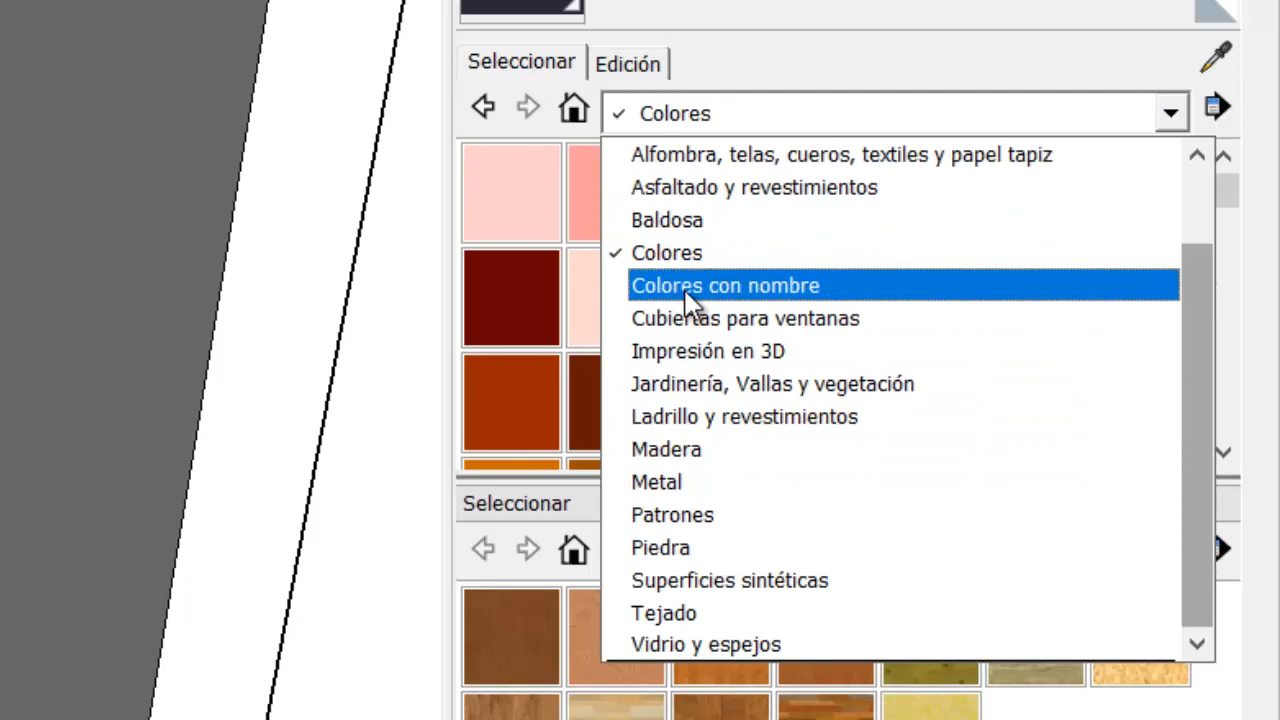 Seleccionar
Edición
Colores
Alfombra, telas, cueros, textiles y papel tapiz
Asfaltado y revestimientos
Baldosa
Colores
Colores con nombre
Cubiertas para ventanas
Impresión en 3D
Jardinería, Vallas y vegetación
Ladrillo y revestimientos
Madera
Metal
Seleccionar
Patrones
Piedra
Superficies sintéticas
Tejado
Vidrio y espejos